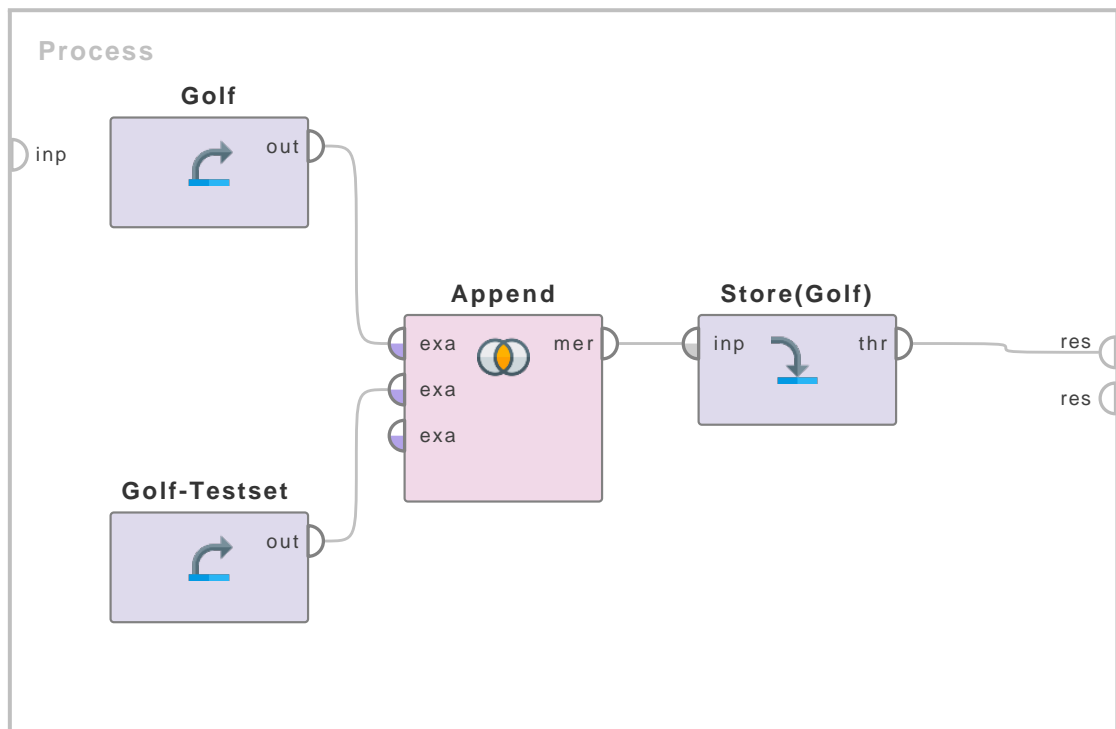 Process
Golf
inp
out
Append
Store(Golf)
exa
mer
inp
thr
res
exa
res
exa
Golf-Testset
out